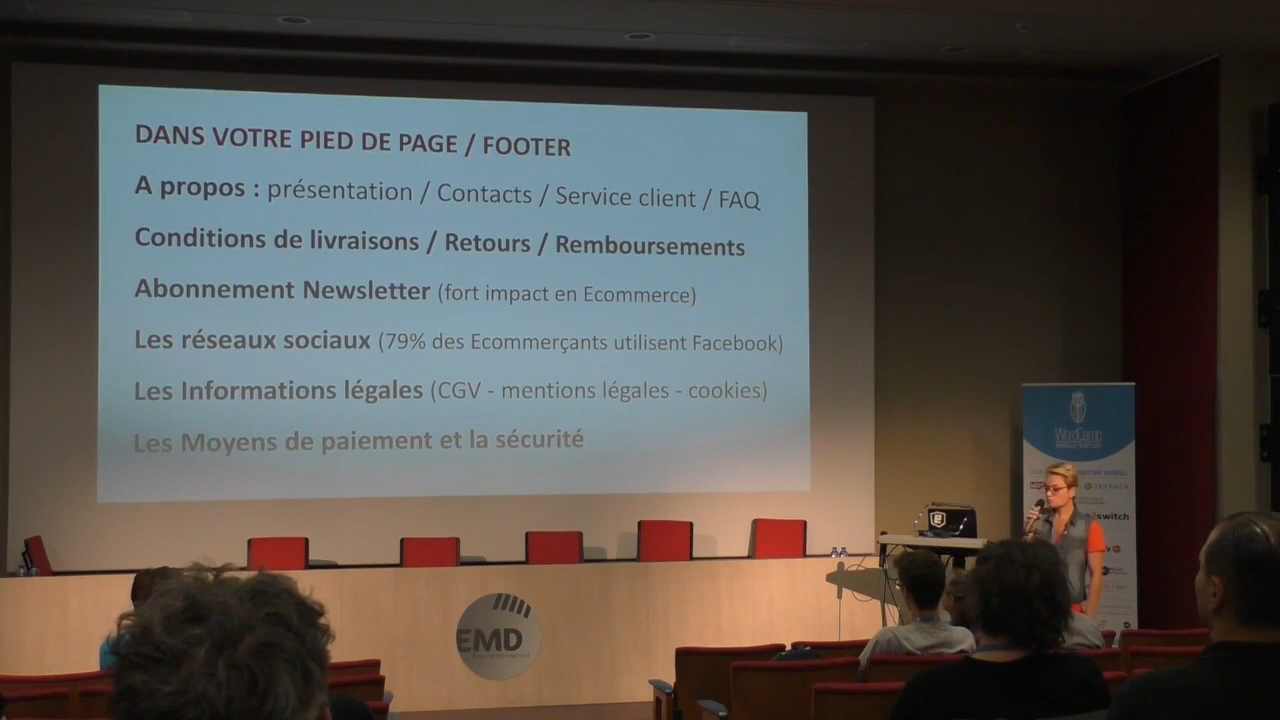 DANS VOTRE PIED DE PAGE / FOOTER
A propos : présentation / Contacts / Service client / FAQ
Conditions de livraisons / Retours / Remboursements
Abonnement Newsletter (fort impact en Ecommerce)
Les réseaux sociaux (79% des Ecommerçants utilisent Facebook)
Les Informations légales (CGV - mentions légales - cookies)
Les Moyens de paiement et la sécurité
WordCamp
JETPACK
switch
EMD